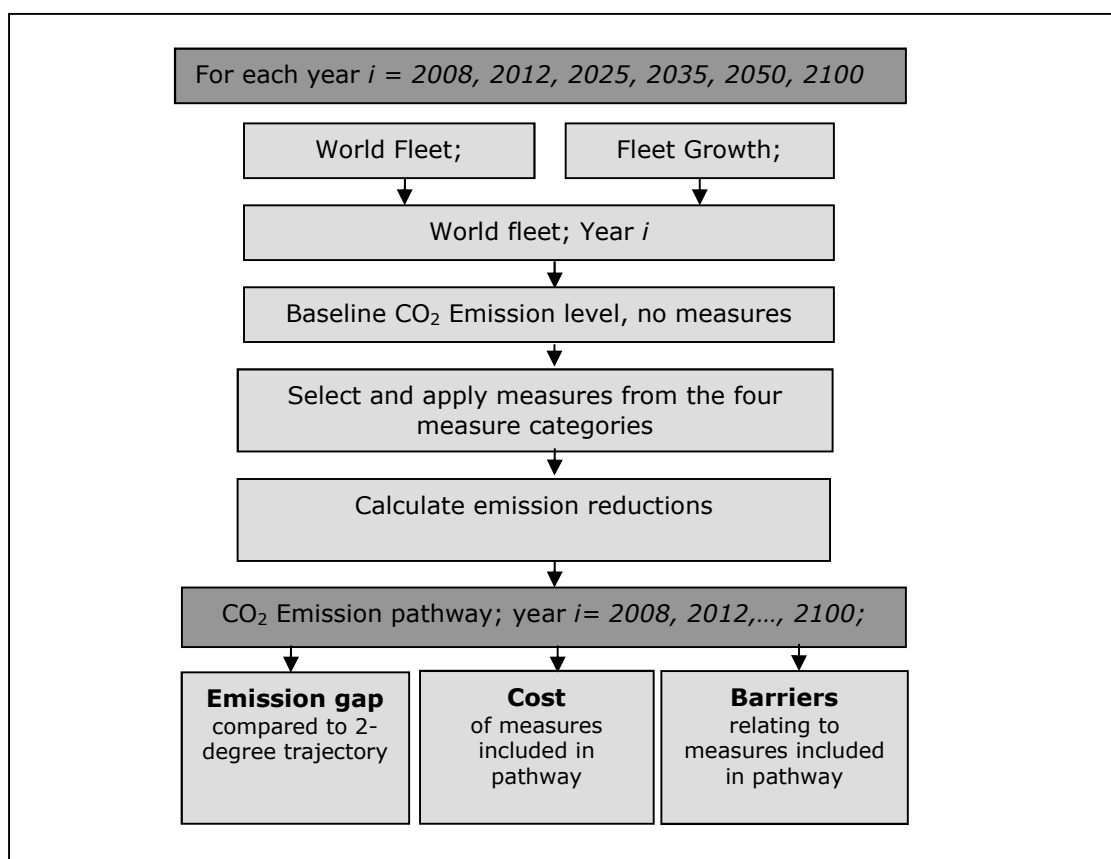 For each year i = 2008, 2012, 2025, 2035, 2050, 2100
World Fleet;
Fleet Growth;
World fleet; Year i
Baseline CO₂ Emission level, no measures
Select and apply measures from the four
measure categories
Calculate emission reductions
CO₂ Emission pathway; year i= 2008, 2012,…, 2100;
Emission gap
compared to 2-
degree trajectory
Cost
of measures
included in
pathway
Barriers
relating to
measures included
in pathway